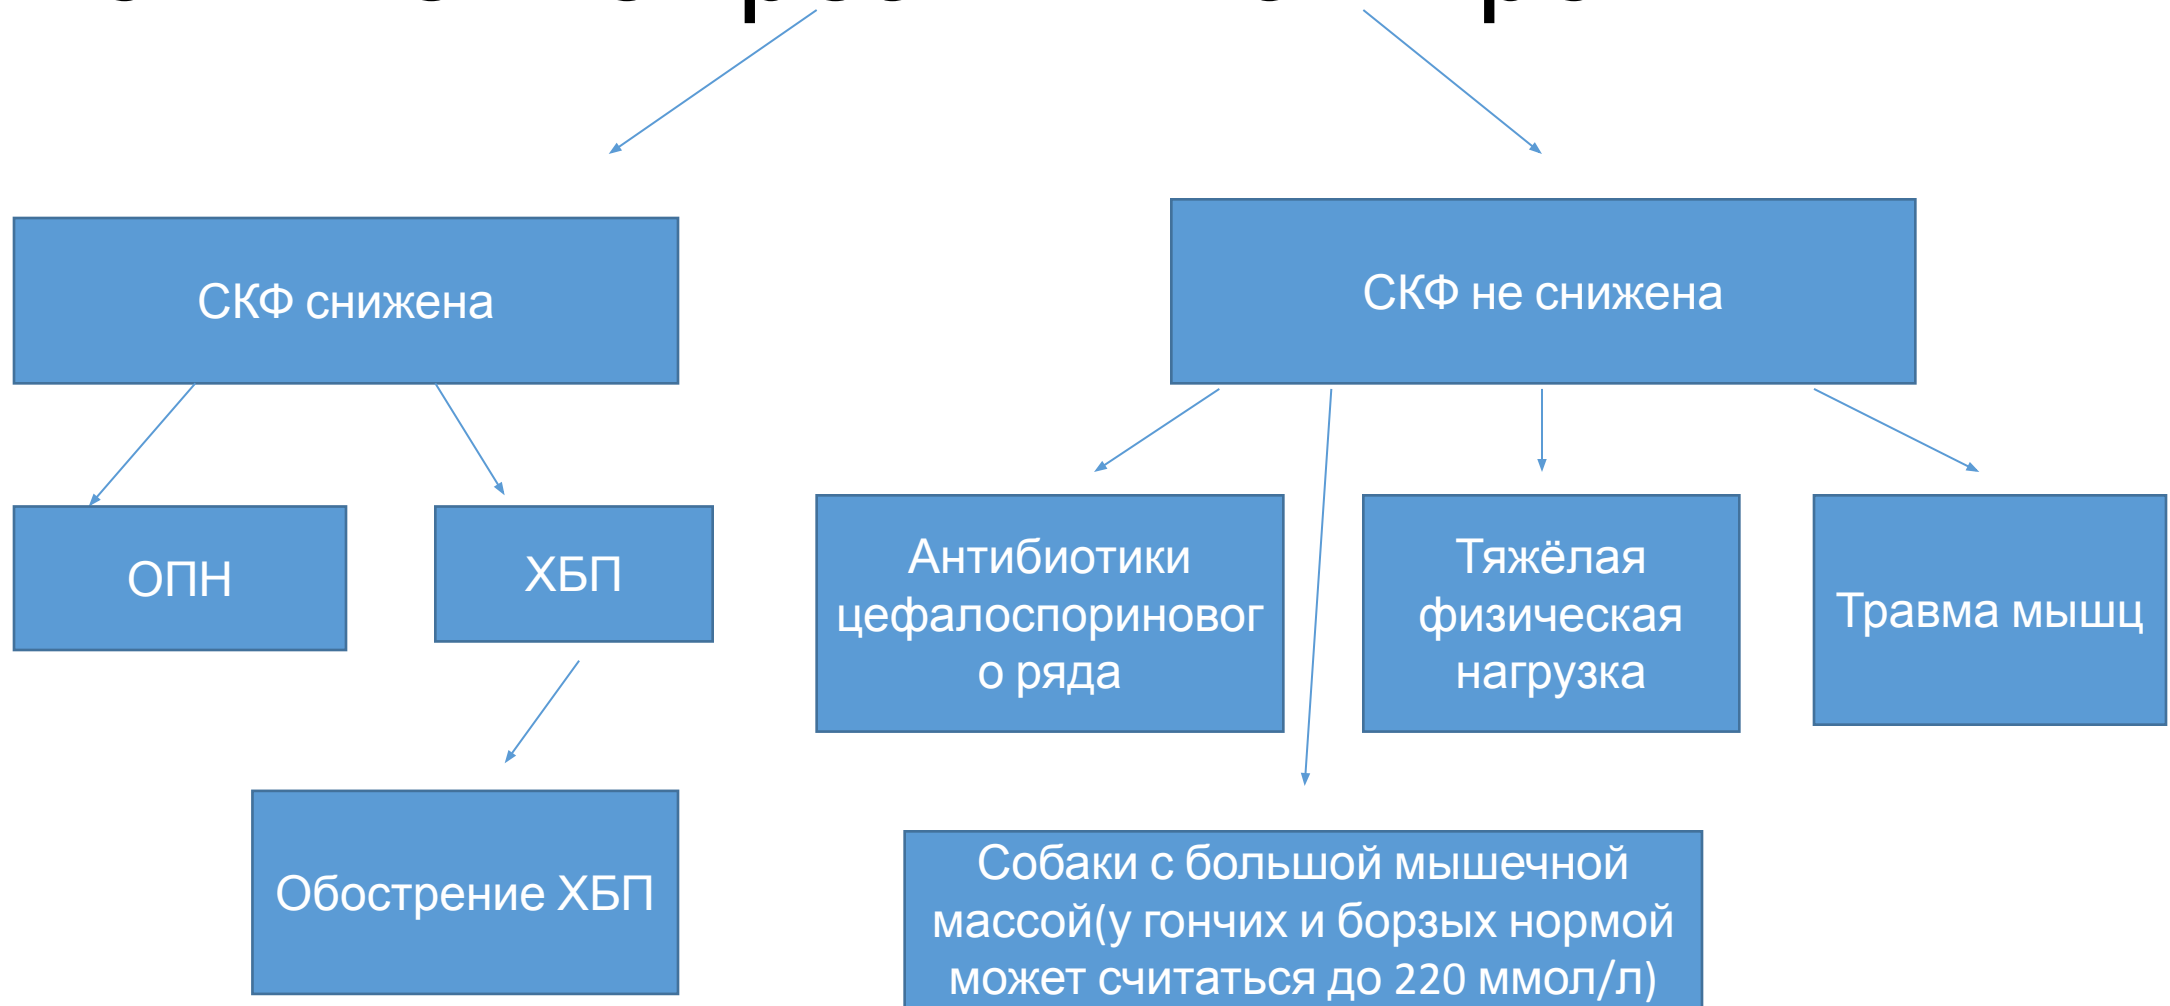 СКФ снижена
СКФ не снижена
ОПН
ХБП
Антибиотики
цефалоспориновог
о ряда
Тяжёлая
физическая
нагрузка
Травма мышц
Обострение ХБП
Собаки с большой мышечной
массой(у гончих и борзых нормой
может считаться до 220 ммол/л)